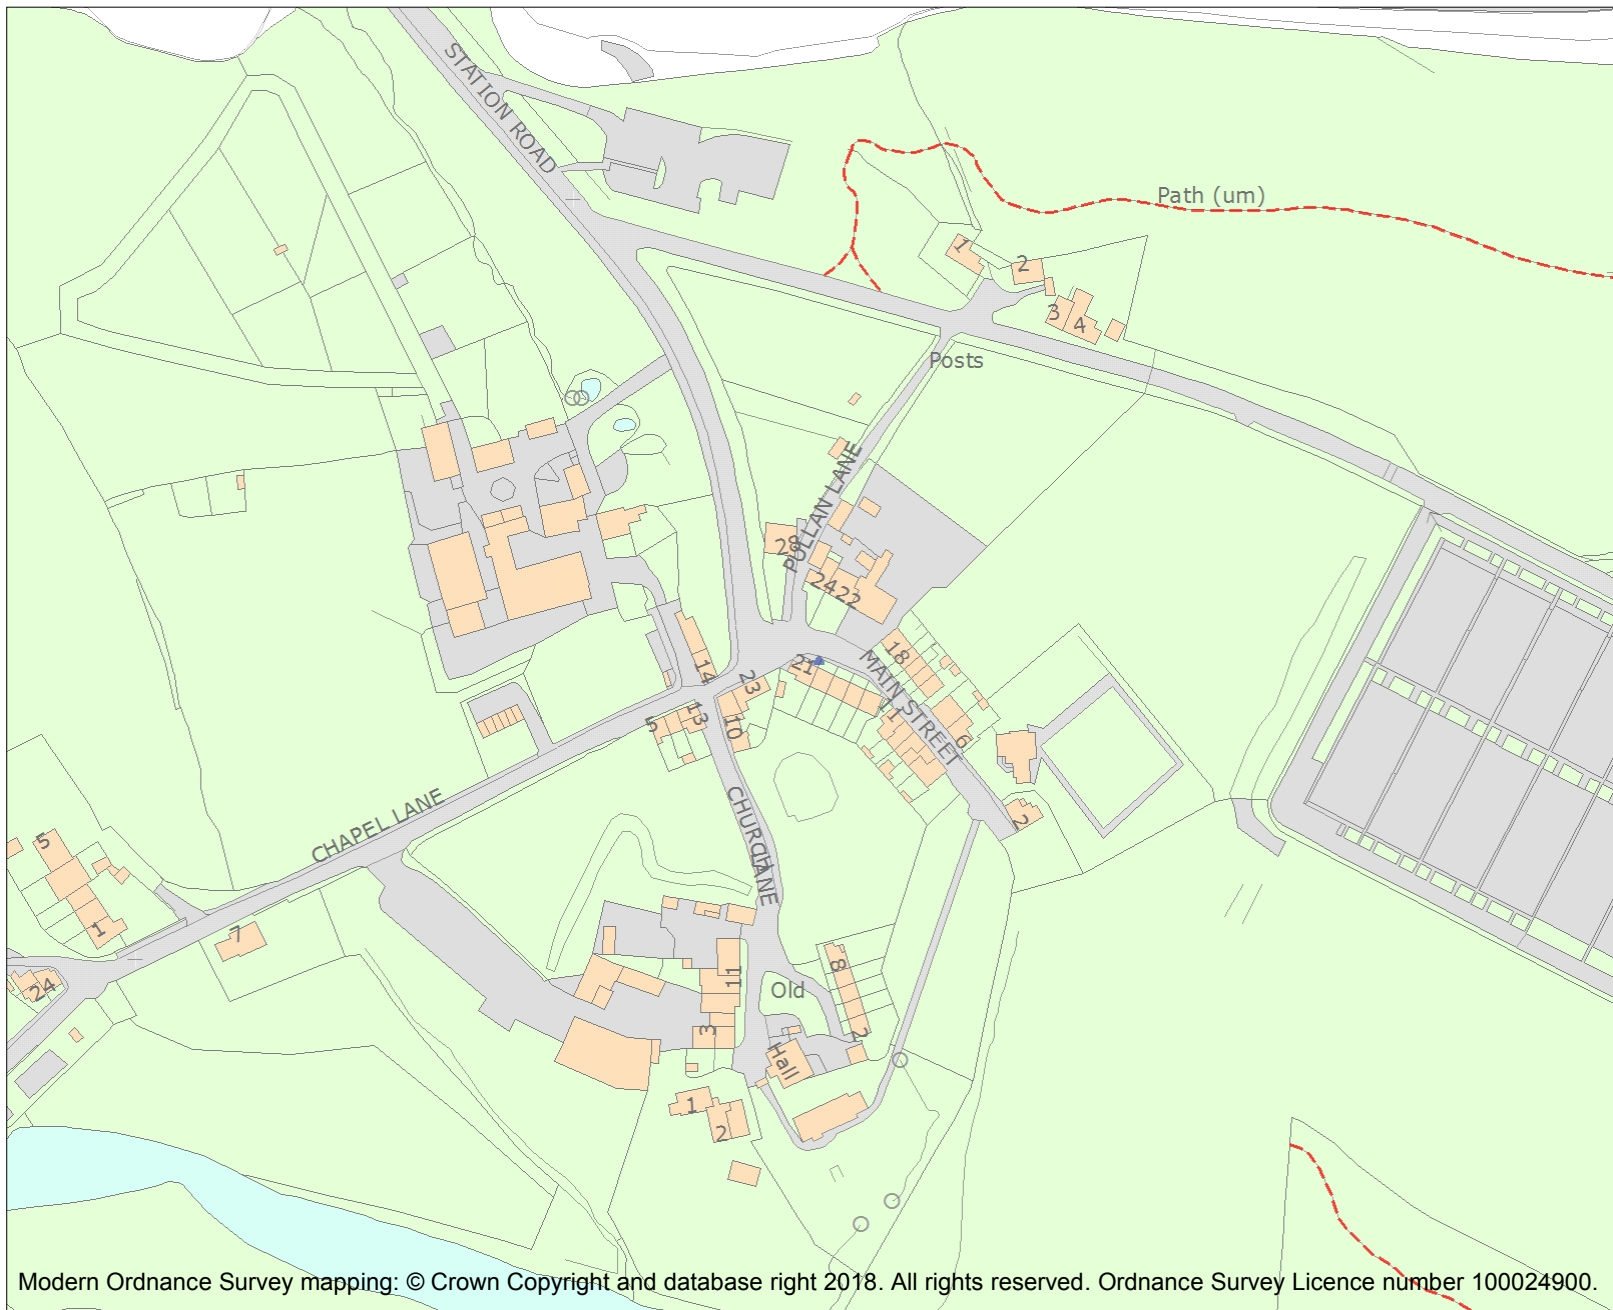 STATION ROAD
Path (um)
1
2
3
4
Posts
PULLAN LANE
28
24
22
18
14
21
23
MAIN STREET
11
5
13
10
6
2
CHAPEL LANE
CHURCH LANE
5
1
7
24
11
8
Old
3
2
Hall
1
2
Modern Ordnance Survey mapping: © Crown Copyright and database right 2018. All rights reserved. Ordnance Survey Licence number 100024900.